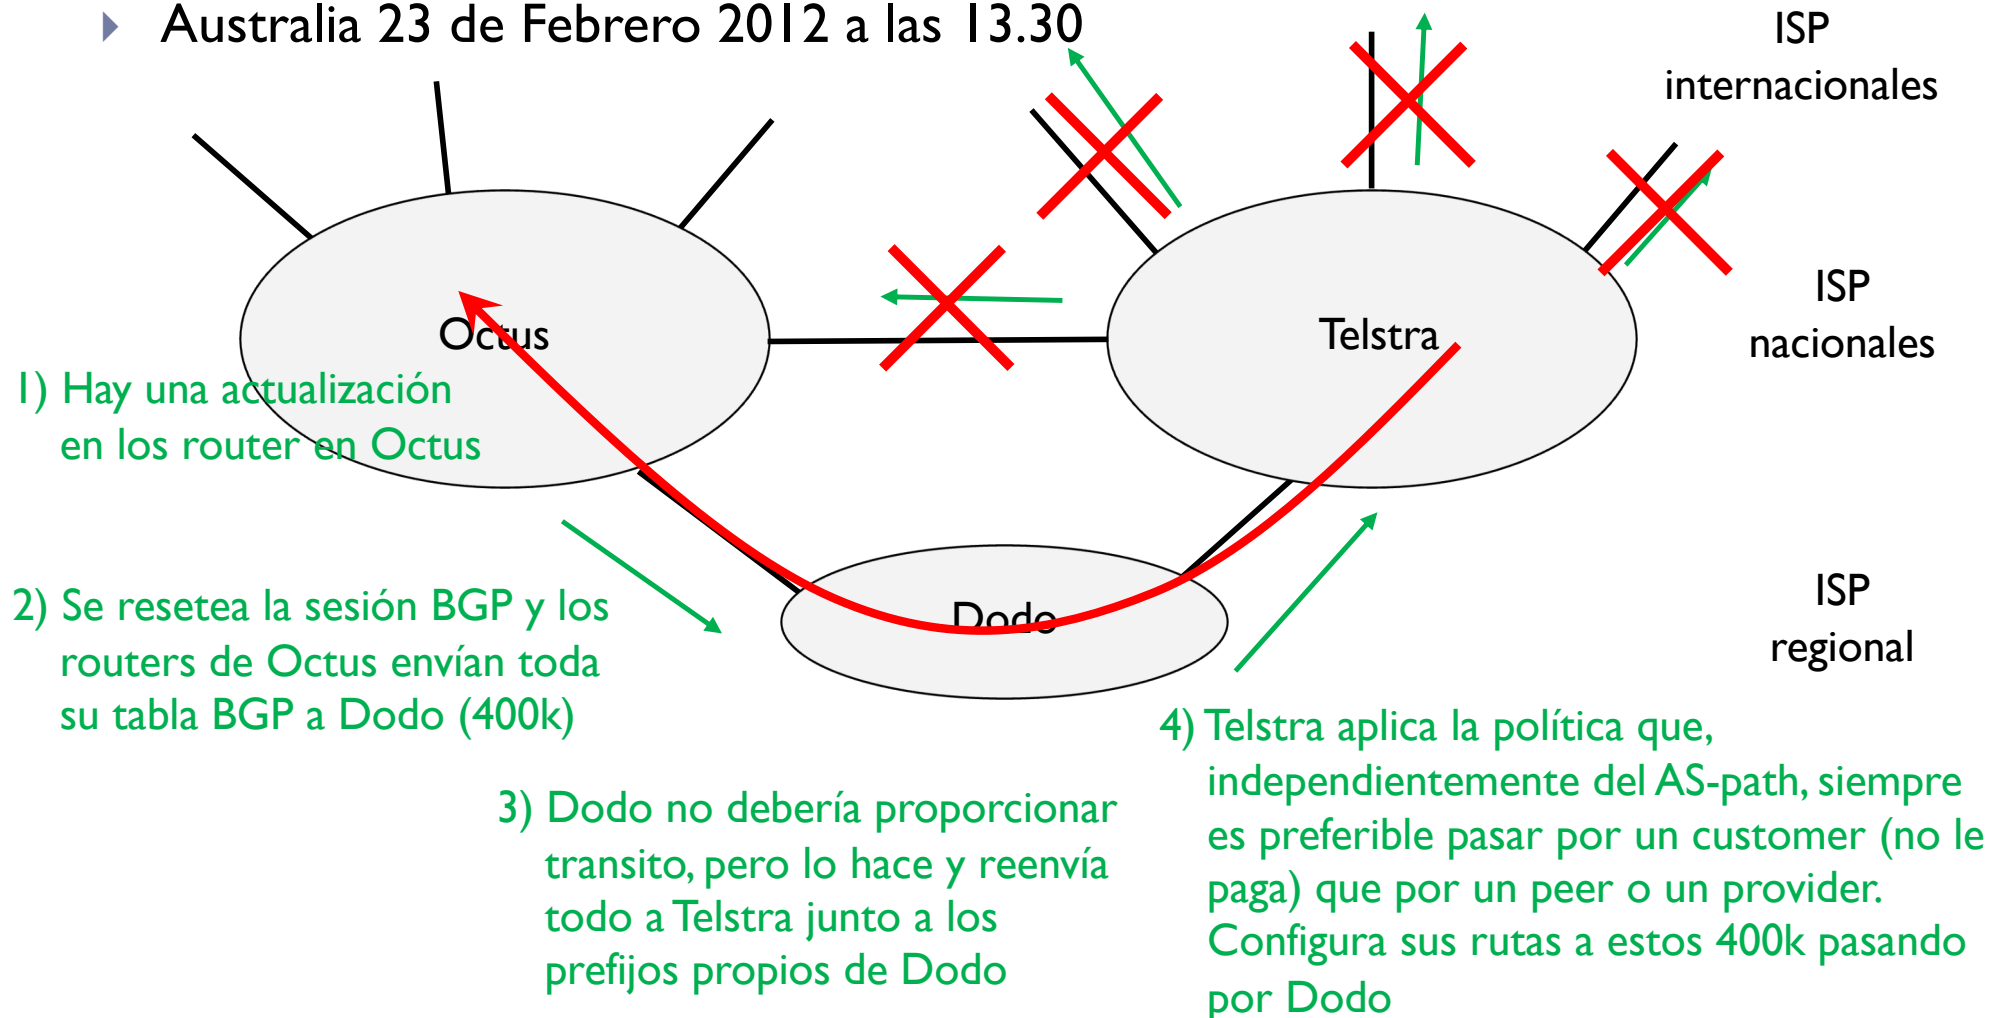 Australia 23 de Febrero 2012 a las 13.30
ISP
internacionales
Octus
Telstra
ISP
nacionales
1) Hay una actualización
en los router en Octus
2) Se resetea la sesión BGP y los
routers de Octus envían toda
su tabla BGP a Dodo (400k)
Dodo
ISP
regional
3) Dodo no debería proporcionar
transito, pero lo hace y reenvía
todo a Telstra junto a los
prefijos propios de Dodo
4) Telstra aplica la política que,
independientemente del AS-path, siempre
es preferible pasar por un customer (no le
paga) que por un peer o un provider.
Configura sus rutas a estos 400k pasando
por Dodo